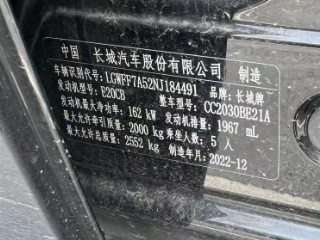 中国 长城汽车股份有限公司 制造
车辆识别代号: LGWFF7A52NJ184491 品牌: 长城牌
发动机型号: E20CB 整车型号: CC2030BE21A
发动机最大净功率: 162 kW 发动机排量: 1967 mL
最大允许牵引质量: 2000 kg 乘坐人数: 5 人
最大允许总质量: 2552 kg 制造年月: 2022-12